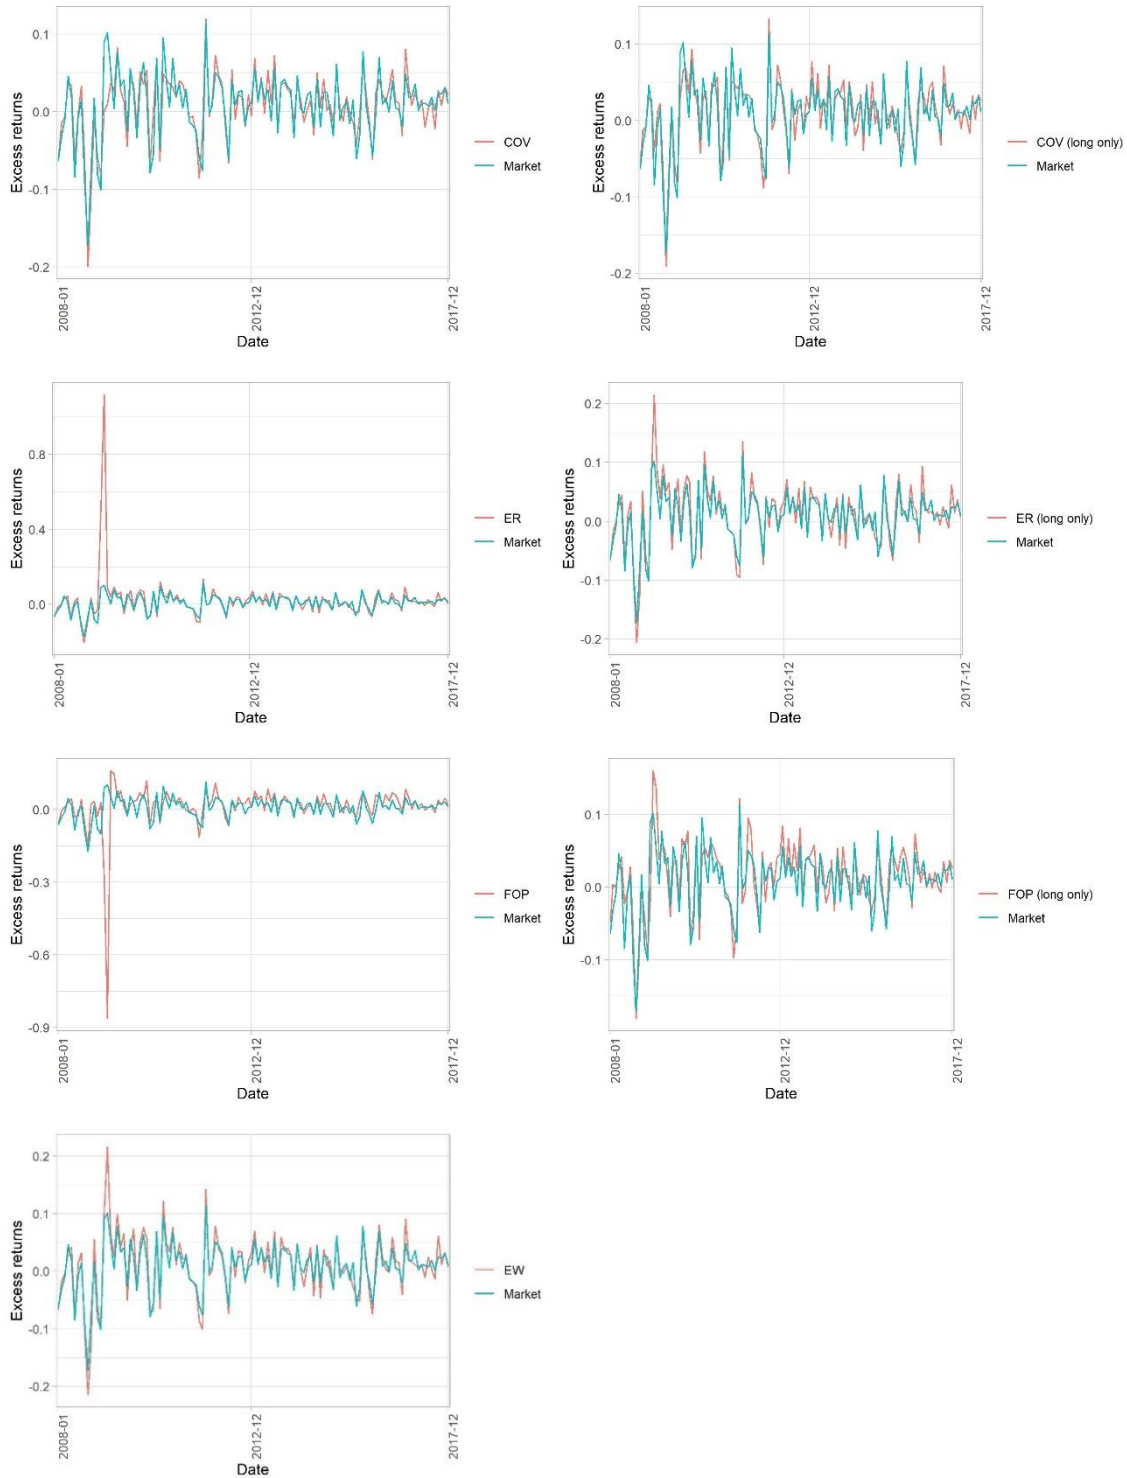 0.1
0.0
-0.1
-0.2
Excess returns
2008-01
2012-12
2017-12
Date
COV
Market
0.1
0.0
-0.1
-0.2
Excess returns
2008-01
2012-12
2017-12
Date
COV (long only)
Market
0.8
0.4
0.0
Excess returns
2008-01
2012-12
2017-12
Date
ER
Market
0.2
0.1
0.0
-0.1
-0.2
Excess returns
2008-01
2012-12
2017-12
Date
ER (long only)
Market
0.0
-0.3
-0.6
-0.9
Excess returns
2008-01
2012-12
2017-12
Date
FOP
Market
0.1
0.0
-0.1
Excess returns
2008-01
2012-12
2017-12
Date
FOP (long only)
Market
0.2
0.1
0.0
-0.1
-0.2
Excess returns
2008-01
2012-12
2017-12
Date
EW
Market